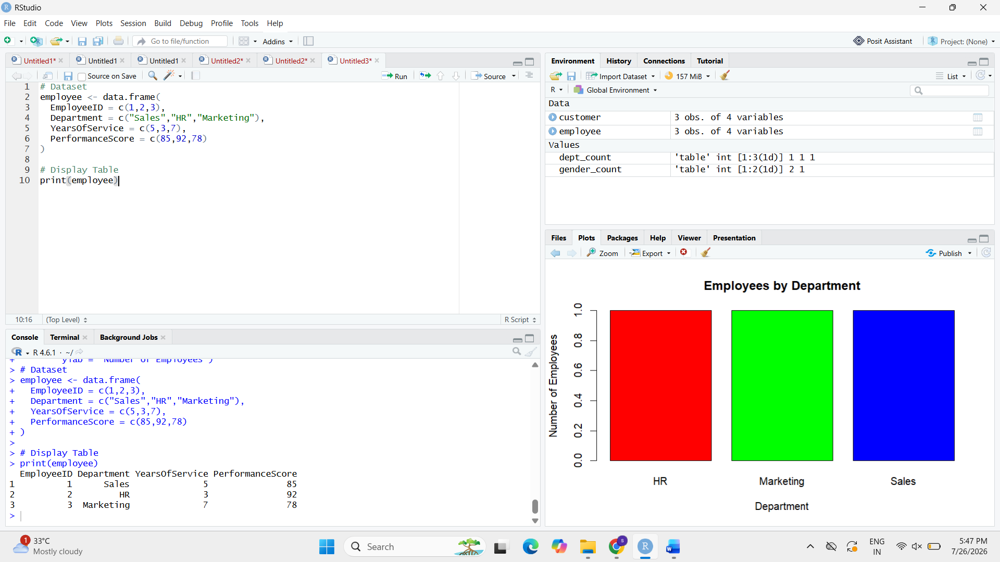 RStudio
File Edit Code View Plots Session Build Debug Profile Tools Help
Go to file/function Addins Posit Assistant Project: (None)
Untitled1* Untitled1 Untitled1 Untitled2* Untitled2* Untitled3*
Source on Save Run Source
1 # Dataset
2 employee <- data.frame(
3 EmployeeID = c(1,2,3),
4 Department = c("Sales","HR","Marketing"),
5 YearsOfService = c(5,3,7),
6 PerformanceScore = c(85,92,78)
7 )
8
9 # Display Table
10 print(employee)
10:16 (Top Level) R Script
Console Terminal Background Jobs
R 4.6.1 · ~/
+ ylab = "Number of Employees")
> # Dataset
> employee <- data.frame(
+ EmployeeID = c(1,2,3),
+ Department = c("Sales","HR","Marketing"),
+ YearsOfService = c(5,3,7),
+ PerformanceScore = c(85,92,78)
+ )
>
> # Display Table
> print(employee)
EmployeeID Department YearsOfService PerformanceScore
1 1 Sales 5 85
2 2 HR 3 92
3 3 Marketing 7 78
>
Environment History Connections Tutorial
Import Dataset 157 MiB List
R Global Environment
Data
customer 3 obs. of 4 variables
employee 3 obs. of 4 variables
Values
dept_count 'table' int [1:3(1d)] 1 1 1
gender_count 'table' int [1:2(1d)] 2 1
Files Plots Packages Help Viewer Presentation
Zoom Export Publish
Employees by Department
Number of Employees
1.0
0.8
0.6
0.4
0.2
0.0
HR Marketing Sales
Department
1 33°C
Mostly cloudy
Search
ENG
IN
5:47 PM
7/26/2026